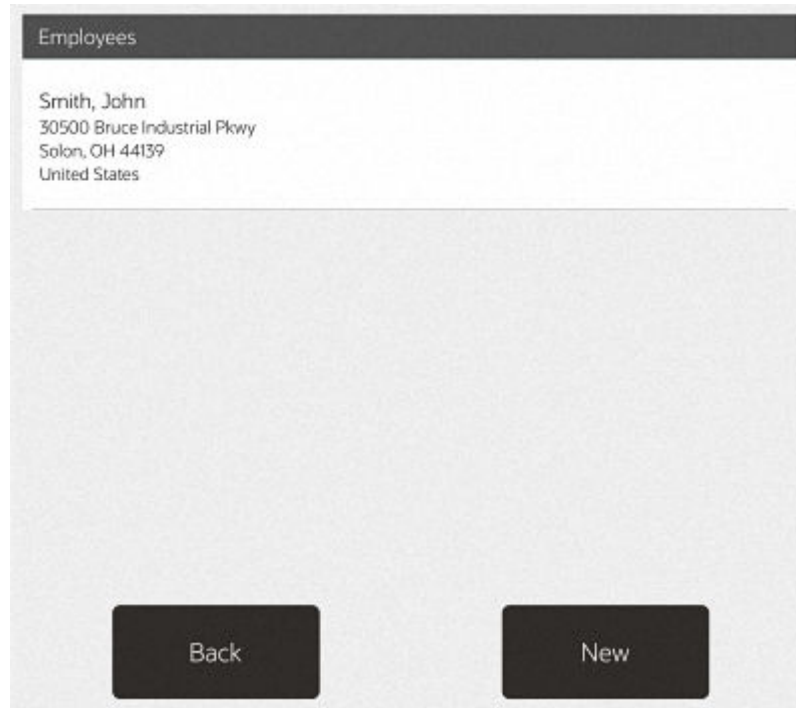 Employees
Smith, John
30500 Bruce Industrial Pkwy
Solon, OH 44139
United States
Back
New